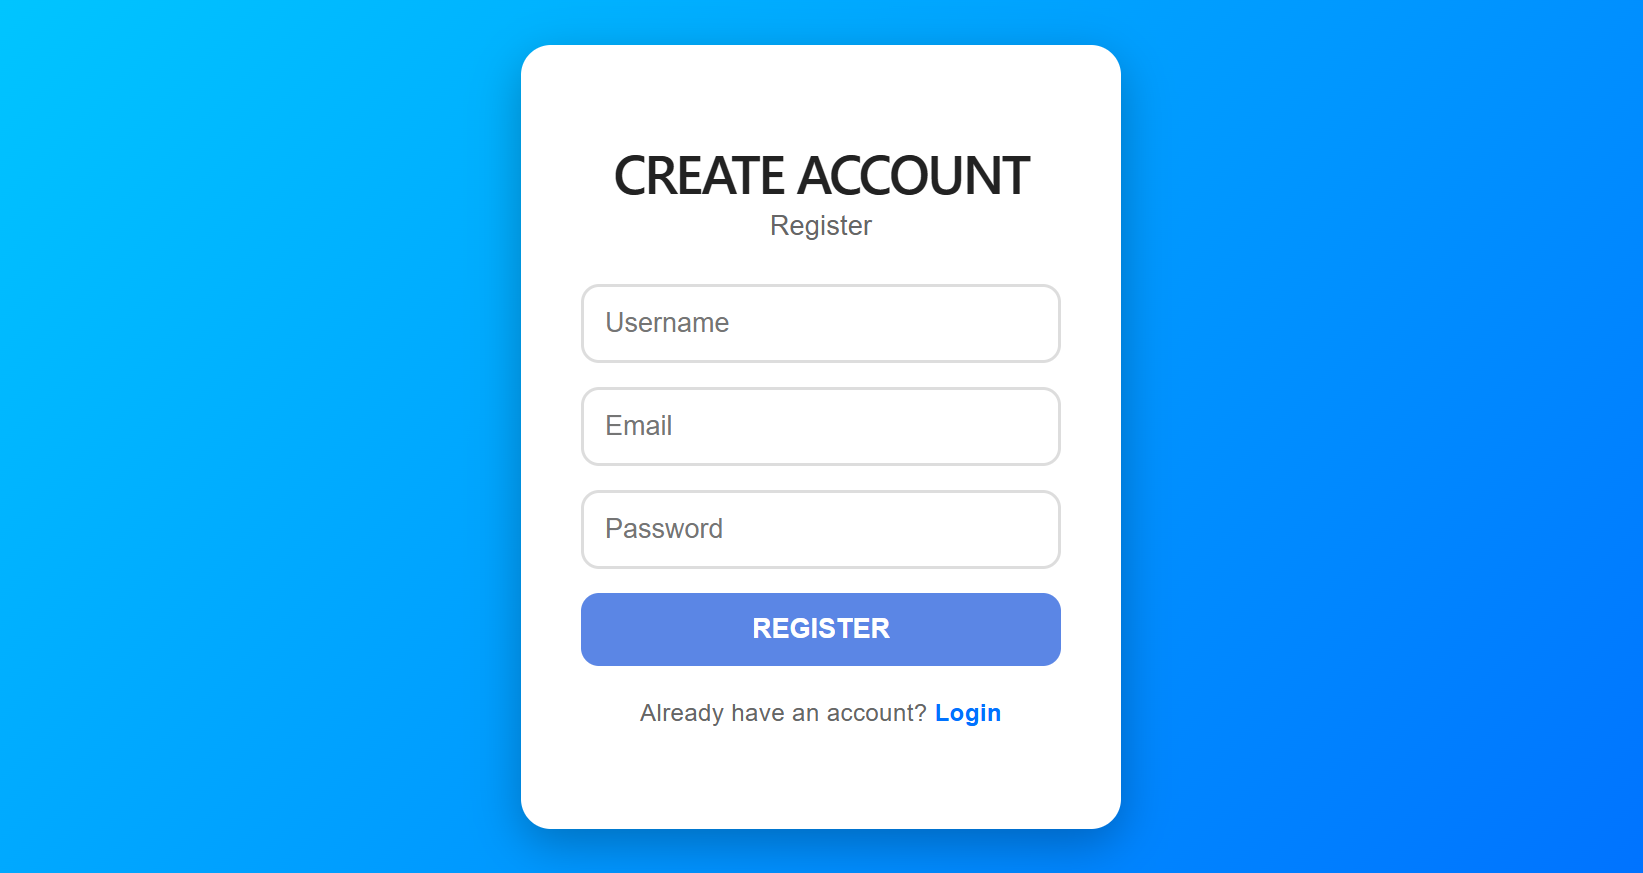 CREATE ACCOUNT
Register
Username
Email
Password
REGISTER
Already have an account? Login